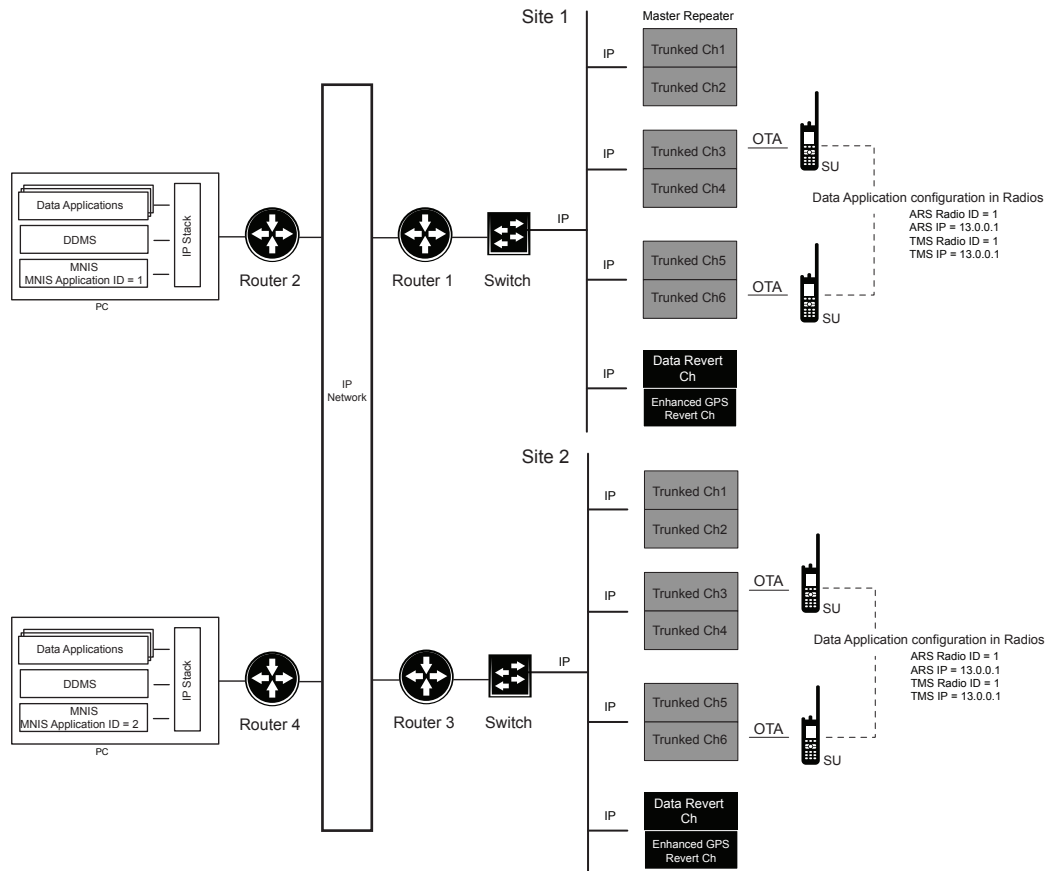 Site 1
Master Repeater
IP
Trunked Ch1
Trunked Ch2
IP
Trunked Ch3
Trunked Ch4
OTA
SU
Data Application configuration in Radios
ARS Radio ID = 1
ARS IP = 13.0.0.1
TMS Radio ID = 1
TMS IP = 13.0.0.1
IP
Trunked Ch5
Trunked Ch6
OTA
SU
IP
Data Revert
Ch
Enhanced GPS
Revert Ch
Data Applications
DDMS
MNIS
MNIS Application ID = 1
IP Stack
PC
Router 2
IP
Network
Router 1
Switch
IP
Site 2
IP
Trunked Ch1
Trunked Ch2
IP
Trunked Ch3
Trunked Ch4
OTA
SU
Data Application configuration in Radios
ARS Radio ID = 1
ARS IP = 13.0.0.1
TMS Radio ID = 1
TMS IP = 13.0.0.1
IP
Trunked Ch5
Trunked Ch6
OTA
SU
IP
Data Revert
Ch
Enhanced GPS
Revert Ch
Data Applications
DDMS
MNIS
MNIS Application ID = 2
IP Stack
PC
Router 4
Router 3
Switch
IP